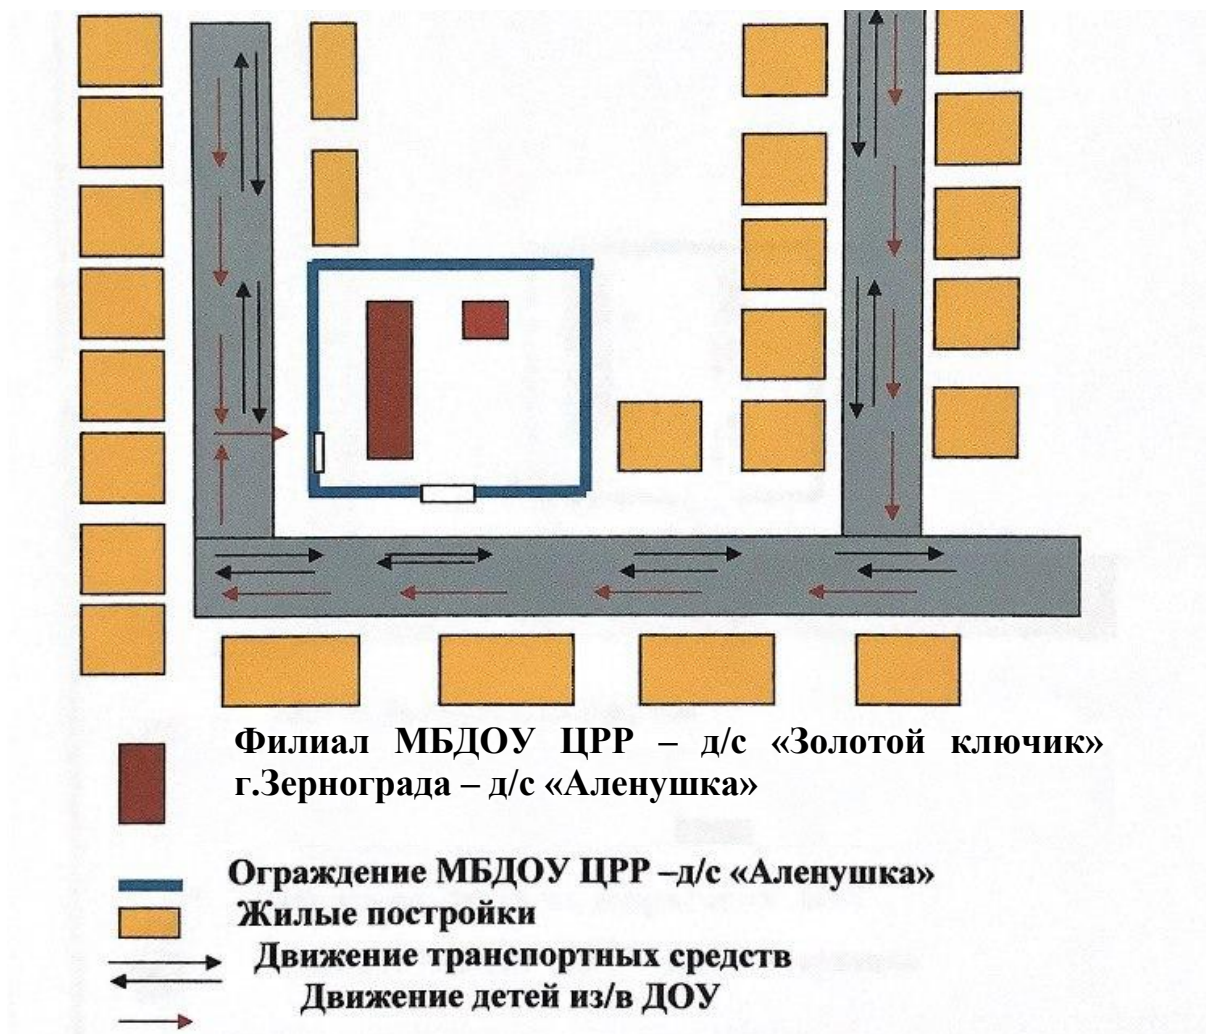 Филиал МБДОУ ЦРР – д/с «Золотой ключик»
г.Зернограда – д/с «Аленушка»
Ограждение МБДОУ ЦРР –д/с «Аленушка»
Жилые постройки
Движение транспортных средств
Движение детей из/в ДОУ